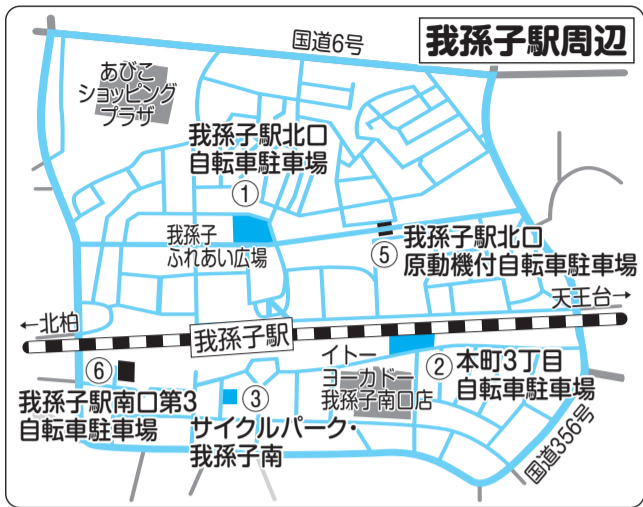 我孫子駅周辺
国道6号
あびこ
ショッピング
プラザ
我孫子駅北口
自転車駐車場
①
我孫子
ふれあい広場
⑤
我孫子駅北口
原動機付自転車駐車場
天王台→
←北柏
我孫子駅
⑥
我孫子駅南口第3
自転車駐車場
③
サイクルパーク・
我孫子南
イトー
ヨーカドー
我孫子南口店
②
本町3丁目
自転車駐車場
国道356号